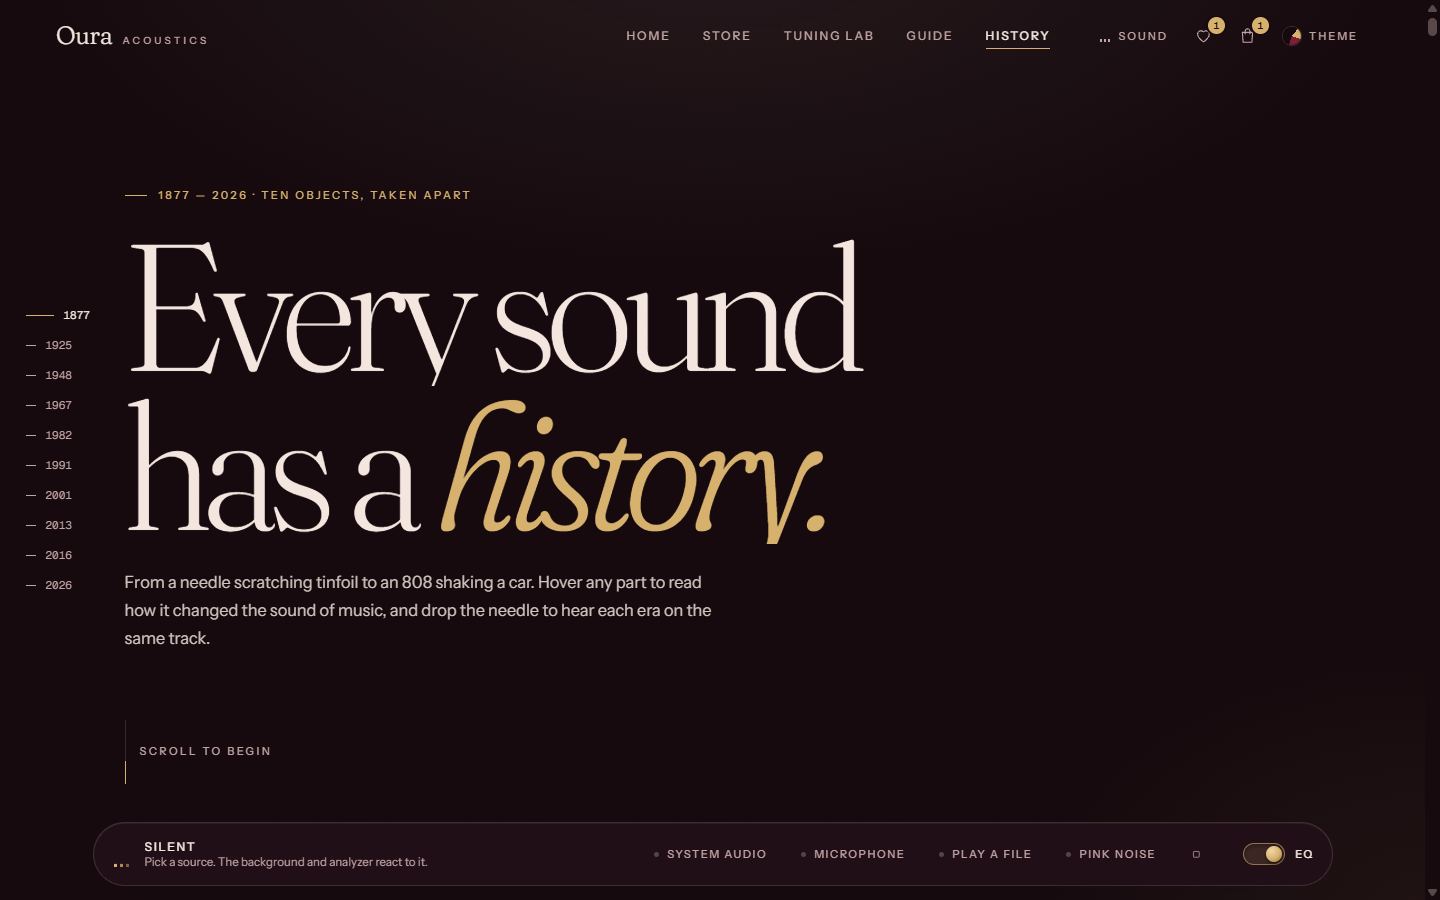 Oura ACOUSTICS
HOME STORE TUNING LAB GUIDE HISTORY SOUND 1 1 THEME
1877 — 2026 · TEN OBJECTS, TAKEN APART
Every sound
has a history.
1877
1925
1948
1967
1982
1991
2001
2013
2016
2026
From a needle scratching tinfoil to an 808 shaking a car. Hover any part to read
how it changed the sound of music, and drop the needle to hear each era on the
same track.
SCROLL TO BEGIN
SILENT
Pick a source. The background and analyzer react to it.
SYSTEM AUDIO MICROPHONE PLAY A FILE PINK NOISE EQ